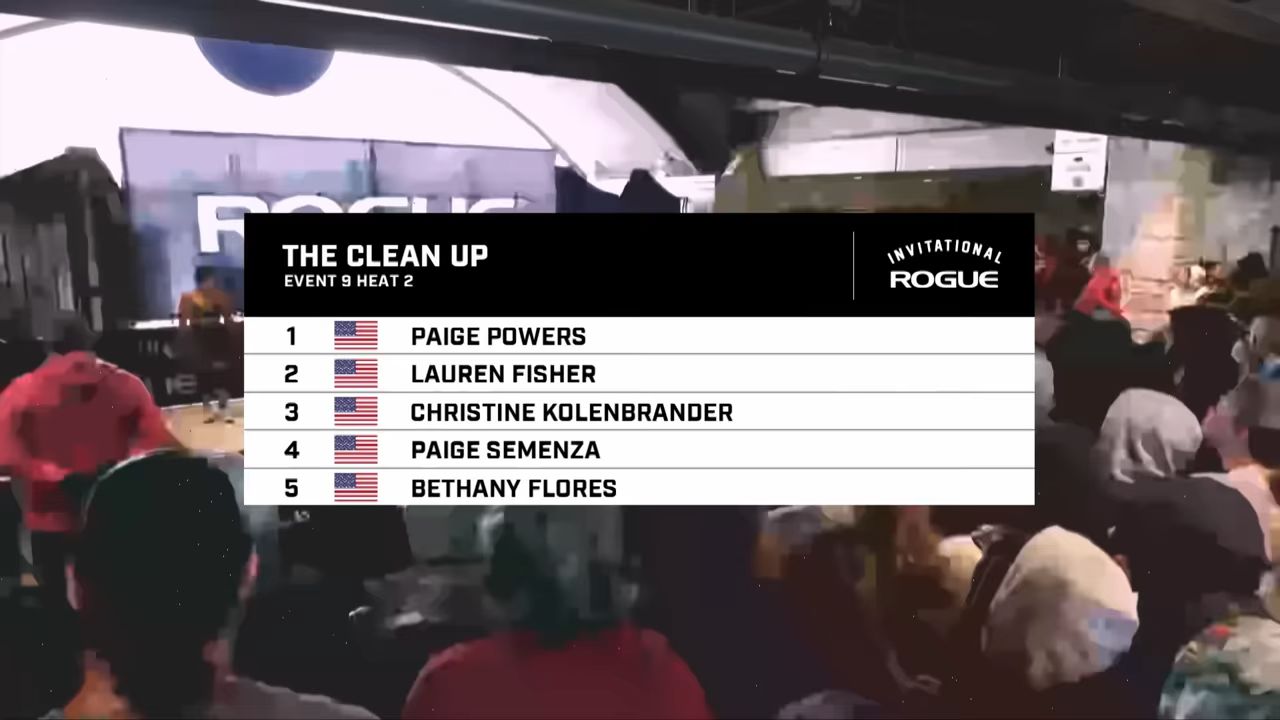 ROGUE
THE CLEAN UP
EVENT 9 HEAT 2
INVITATIONAL
ROGUE
1 PAIGE POWERS
2 LAUREN FISHER
3 CHRISTINE KOLENBRANDER
4 PAIGE SEMENZA
5 BETHANY FLORES